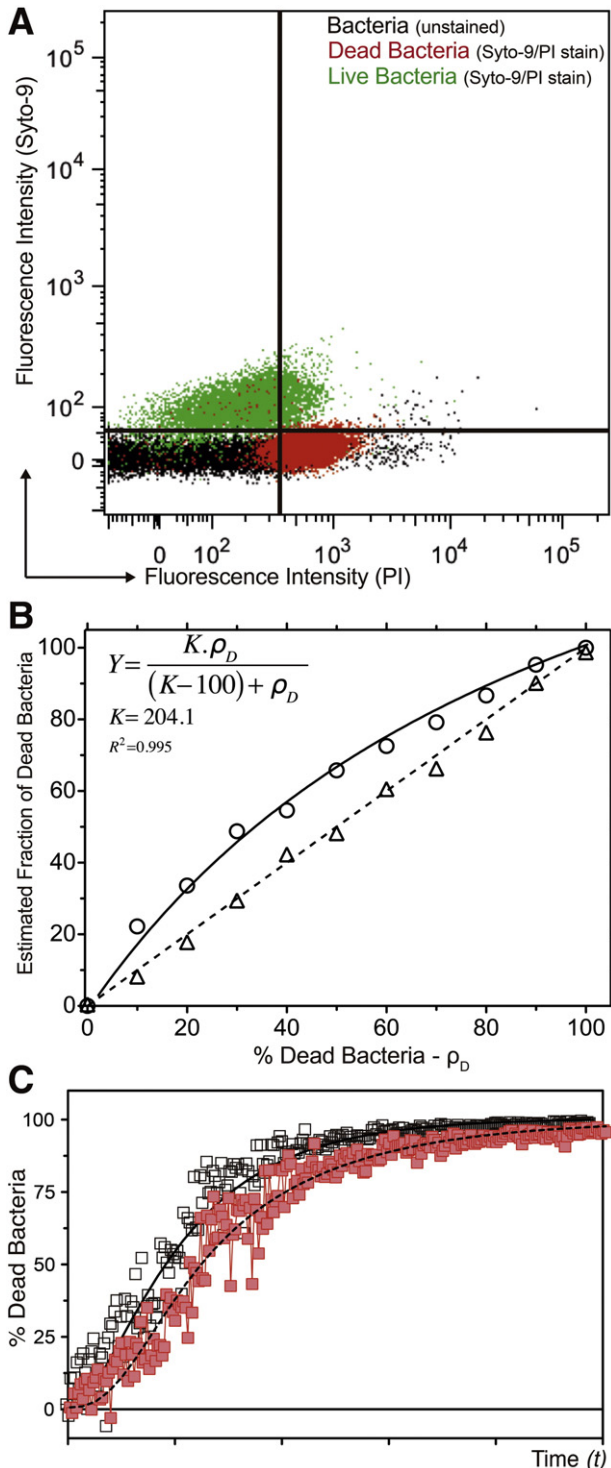 A
Bacteria (unstained)
Dead Bacteria (Syto-9/PI stain)
Live Bacteria (Syto-9/PI stain)
Fluorescence Intensity (Syto-9)
10^5
10^4
10^3
10^2
0
0 10^2 10^3 10^4 10^5
Fluorescence Intensity (PI)
B
Y = K.ρ_D / (K−100) + ρ_D
K = 204.1
R²=0.995
Estimated Fraction of Dead Bacteria
100
80
60
40
20
0
0 20 40 60 80 100
% Dead Bacteria - ρ_D
C
% Dead Bacteria
100
75
50
25
0
Time (t)